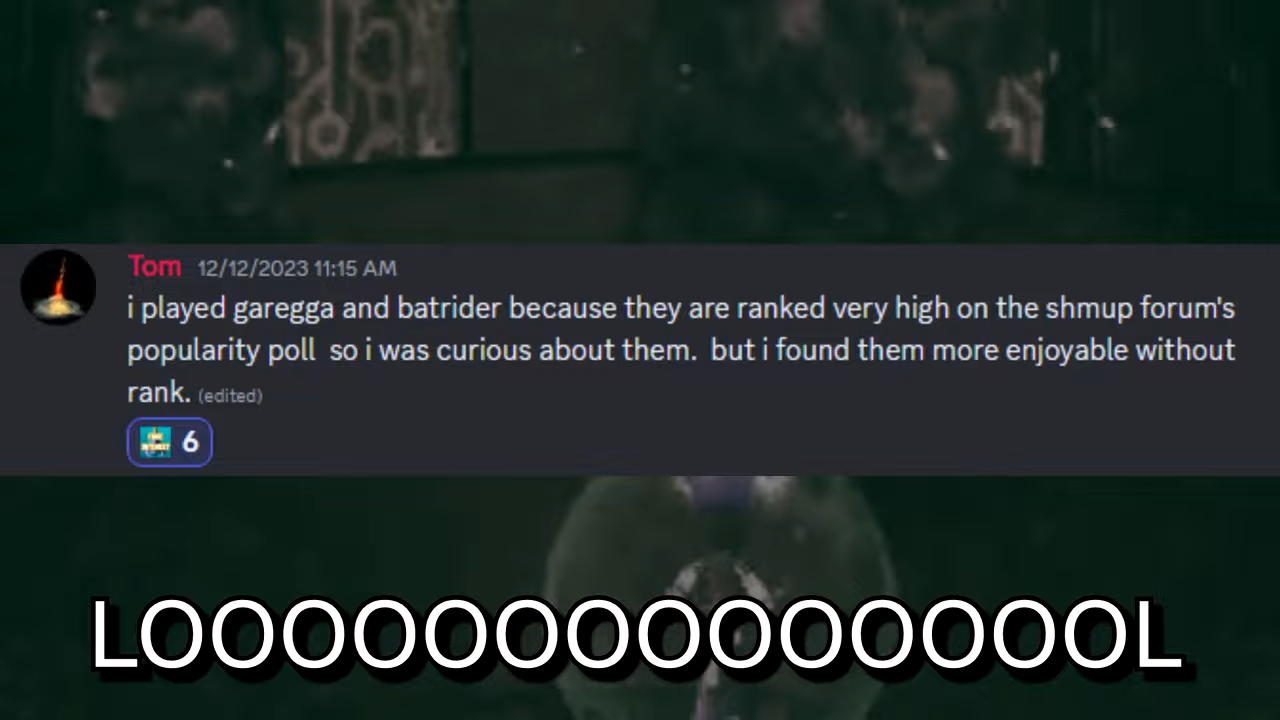 Tom 12/12/2023 11:15 AM
i played garegga and batrider because they are ranked very high on the shmup forum's
popularity poll  so i was curious about them.  but i found them more enjoyable without
rank. (edited)
6
LOOOOOOOOOOOOOOL